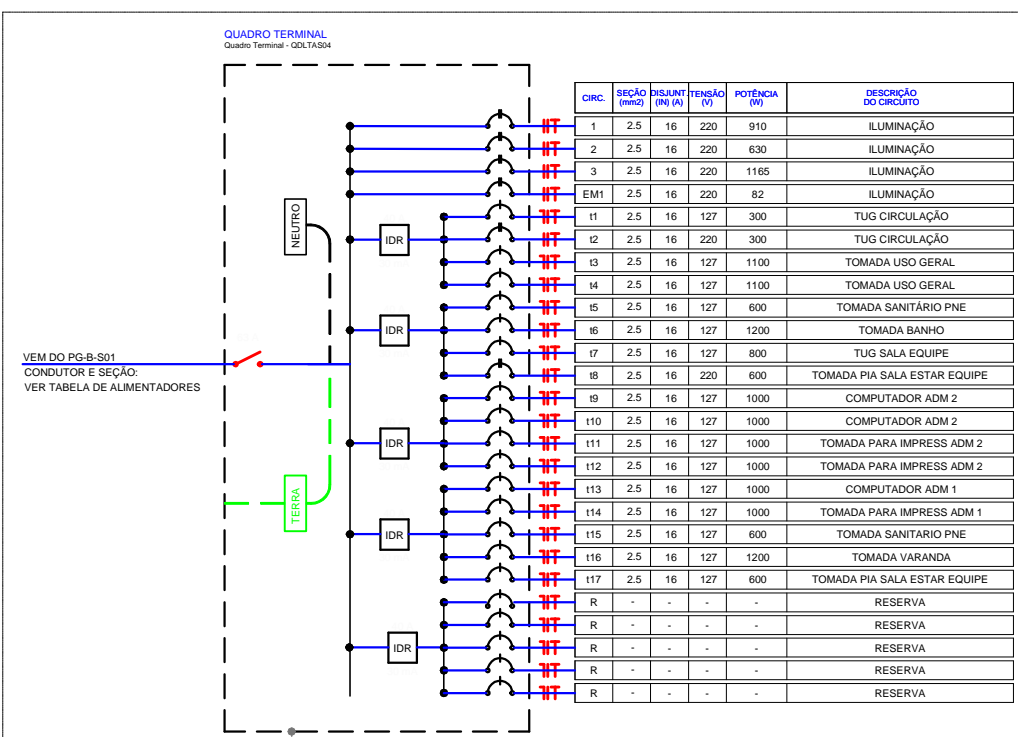 QUADRO TERMINAL
Quadro Terminal - QDLTAS04
CIRC. SEÇÃO (mm2) DISJUNT. (IN) (A) TENSÃO (V) POTÊNCIA (W) DESCRIÇÃO DO CIRCUITO
1 2.5 16 220 910 ILUMINAÇÃO
2 2.5 16 220 630 ILUMINAÇÃO
3 2.5 16 220 1165 ILUMINAÇÃO
EM1 2.5 16 220 82 ILUMINAÇÃO
t1 2.5 16 127 300 TUG CIRCULAÇÃO
t2 2.5 16 220 300 TUG CIRCULAÇÃO
t3 2.5 16 127 1100 TOMADA USO GERAL
t4 2.5 16 127 1100 TOMADA USO GERAL
t5 2.5 16 127 600 TOMADA SANITÁRIO PNE
t6 2.5 16 127 1200 TOMADA BANHO
t7 2.5 16 127 800 TUG SALA EQUIPE
t8 2.5 16 220 600 TOMADA PIA SALA ESTAR EQUIPE
t9 2.5 16 127 1000 COMPUTADOR ADM 2
t10 2.5 16 127 1000 COMPUTADOR ADM 2
t11 2.5 16 127 1000 TOMADA PARA IMPRESS ADM 2
t12 2.5 16 127 1000 TOMADA PARA IMPRESS ADM 2
t13 2.5 16 127 1000 COMPUTADOR ADM 1
t14 2.5 16 127 1000 TOMADA PARA IMPRESS ADM 1
t15 2.5 16 127 600 TOMADA SANITARIO PNE
t16 2.5 16 127 1200 TOMADA VARANDA
t17 2.5 16 127 600 TOMADA PIA SALA ESTAR EQUIPE
R - - - - RESERVA
R - - - - RESERVA
R - - - - RESERVA
R - - - - RESERVA
R - - - - RESERVA
NEUTRO
IDR
IDR
IDR
IDR
IDR
VEM DO PG-B-S01
CONDUTOR E SEÇÃO:
VER TABELA DE ALIMENTADORES
TERRA